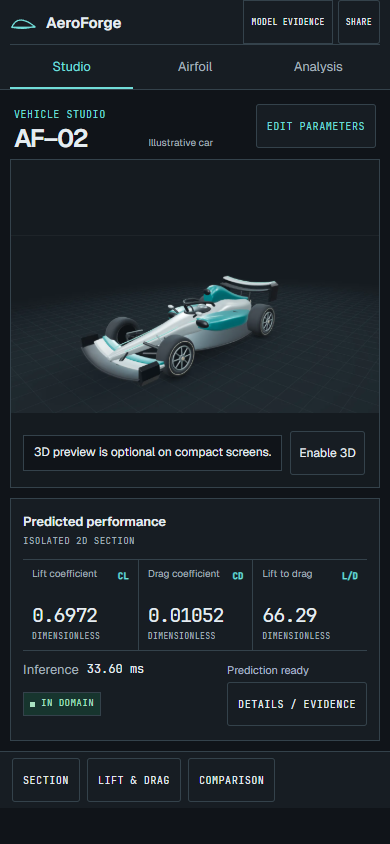 AeroForge
MODEL EVIDENCE
SHARE
Studio
Airfoil
Analysis
VEHICLE STUDIO
AF–02
Illustrative car
EDIT PARAMETERS
3D preview is optional on compact screens.
Enable 3D
Predicted performance
ISOLATED 2D SECTION
Lift coefficient CL
Drag coefficient CD
Lift to drag L/D
0.6972
0.01052
66.29
DIMENSIONLESS
DIMENSIONLESS
DIMENSIONLESS
Inference 33.60 ms
Prediction ready
IN DOMAIN
DETAILS / EVIDENCE
SECTION
LIFT & DRAG
COMPARISON